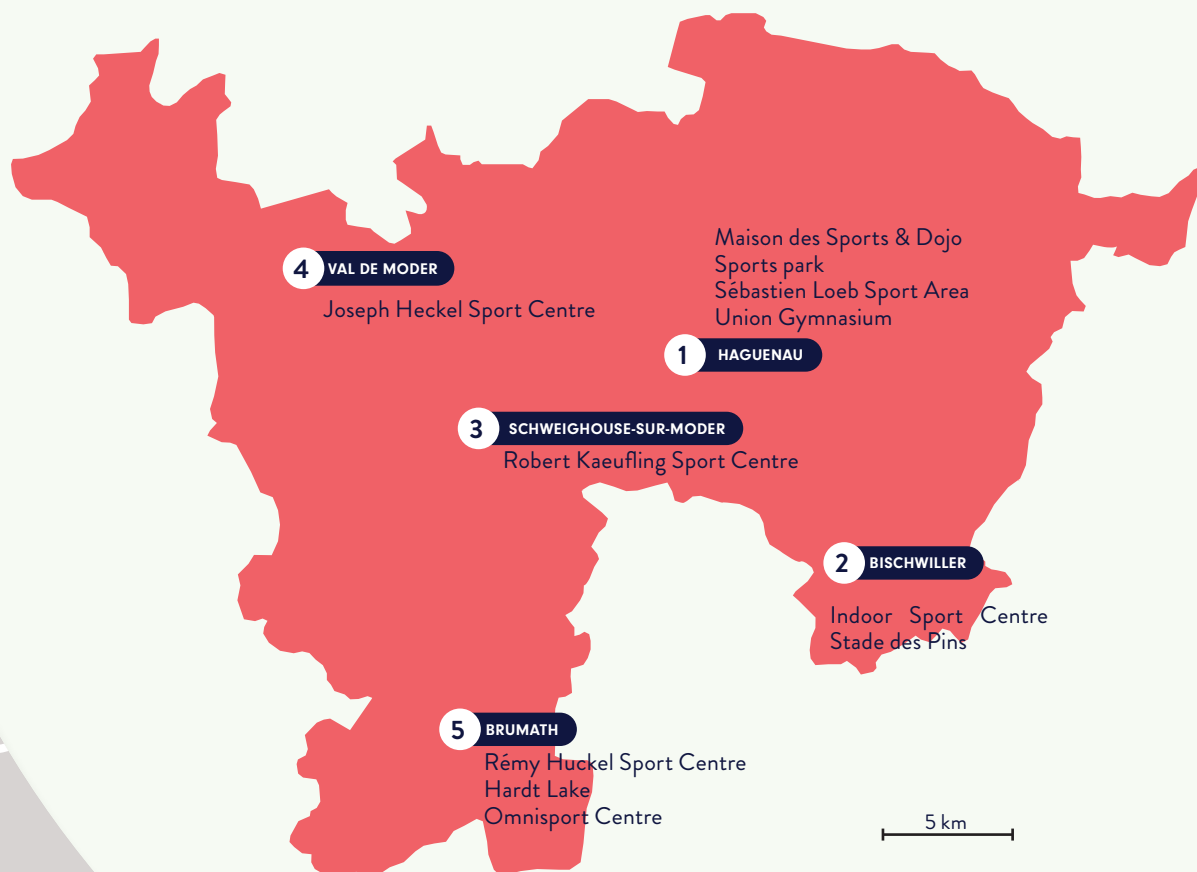 Maison des Sports & Dojo
Sports park
Sébastien Loeb Sport Area
Union Gymnasium
1 HAGUENAU
4 VAL DE MODER
Joseph Heckel Sport Centre
3 SCHWEIGHOUSE-SUR-MODER
Robert Kaeufling Sport Centre
2 BISCHWILLER
Indoor Sport Centre
Stade des Pins
5 BRUMATH
Rémy Huckel Sport Centre
Hardt Lake
Omnisport Centre
5 km